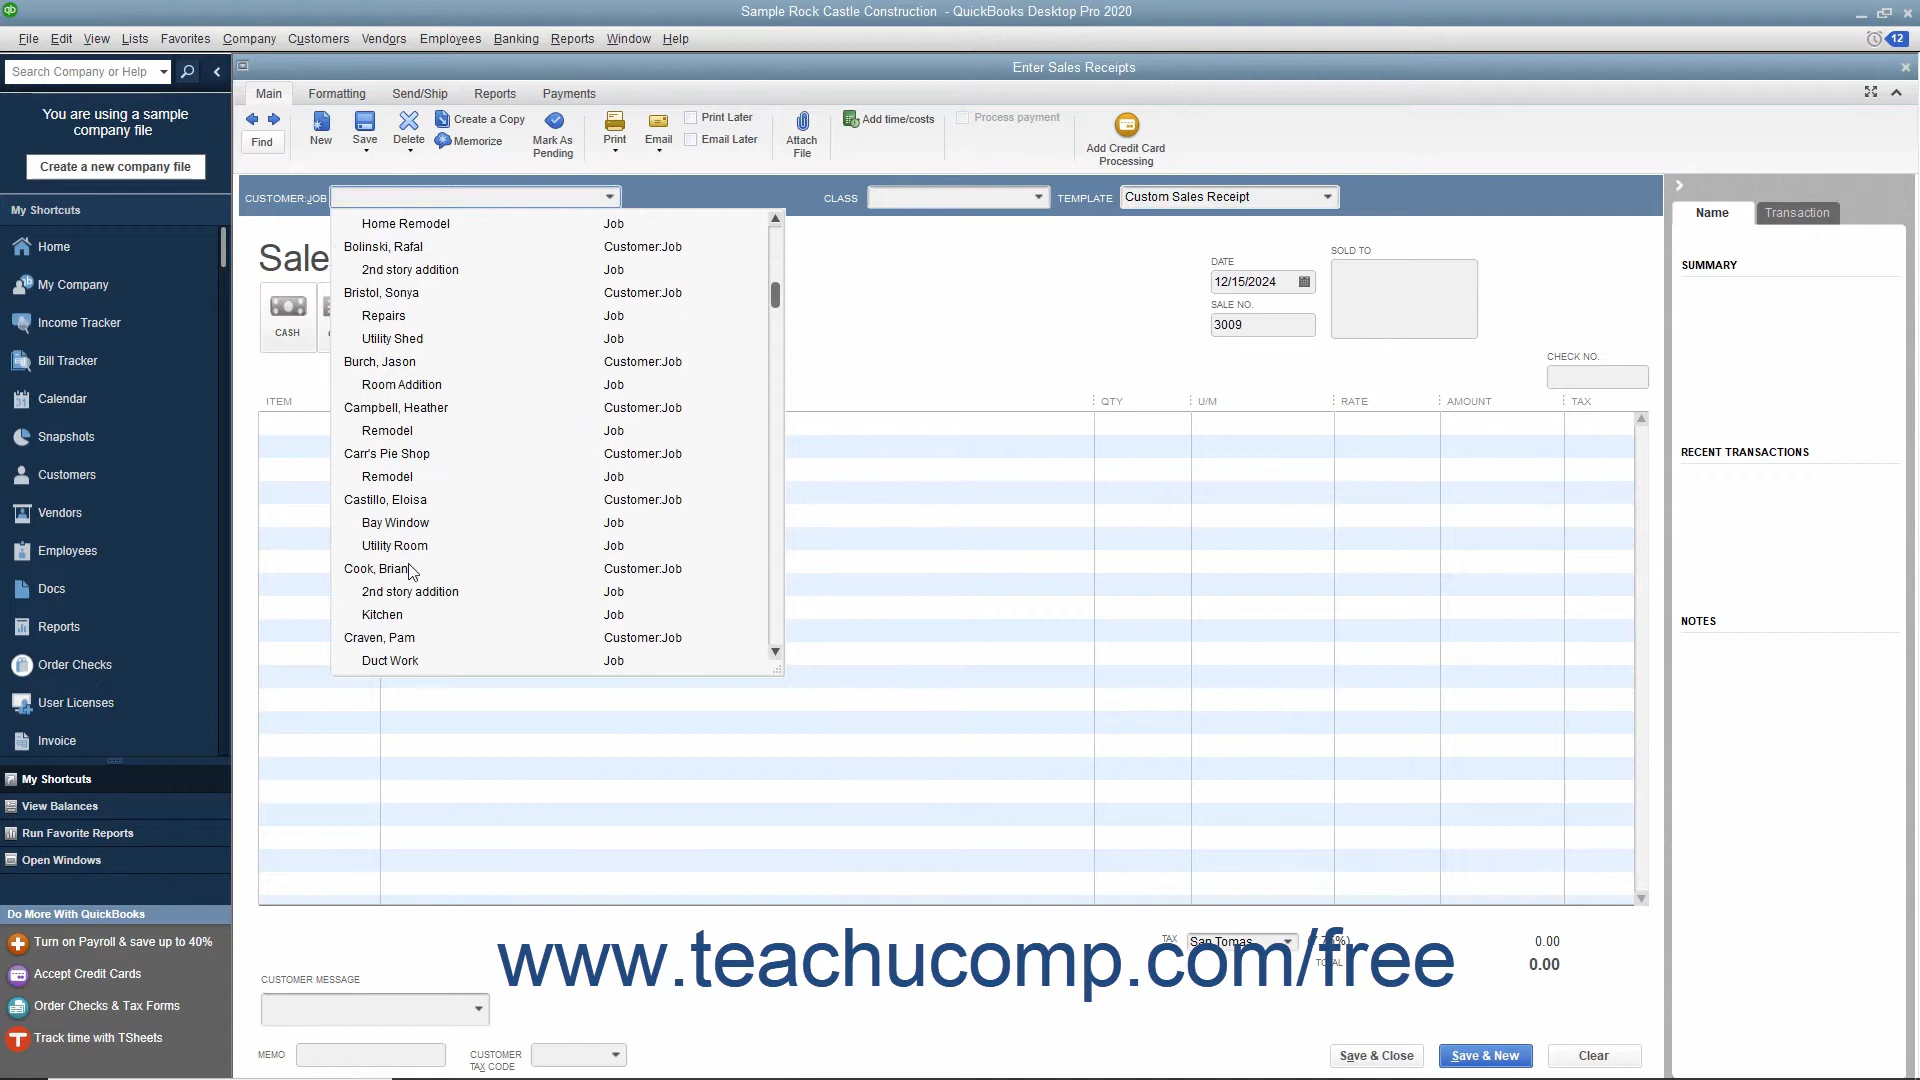 Sample Rock Castle Construction - QuickBooks Desktop Pro 2020
File Edit View Lists Favorites Company Customers Vendors Employees Banking Reports Window Help
12
Search Company or Help
Enter Sales Receipts
You are using a sample
company file
Create a new company file
Main Formatting Send/Ship Reports Payments
Find
New
Save
Delete
Create a Copy
Memorize
Mark As
Pending
Print
Email
Print Later
Email Later
Attach
File
Add time/costs
Process payment
Add Credit Card
Processing
CUSTOMER:JOB
CLASS
TEMPLATE Custom Sales Receipt
Name Transaction
My Shortcuts
Home
My Company
Income Tracker
Bill Tracker
Calendar
Snapshots
Customers
Vendors
Employees
Docs
Reports
Order Checks
User Licenses
Invoice
My Shortcuts
View Balances
Run Favorite Reports
Open Windows
Do More With QuickBooks
Turn on Payroll & save up to 40%
Accept Credit Cards
Order Checks & Tax Forms
Track time with TSheets
Sale
CASH
Home Remodel Job
Bolinski, Rafal Customer:Job
2nd story addition Job
Bristol, Sonya Customer:Job
Repairs Job
Utility Shed Job
Burch, Jason Customer:Job
Room Addition Job
Campbell, Heather Customer:Job
Remodel Job
Carr's Pie Shop Customer:Job
Remodel Job
Castillo, Eloisa Customer:Job
Bay Window Job
Utility Room Job
Cook, Brian Customer:Job
2nd story addition Job
Kitchen Job
Craven, Pam Customer:Job
Duct Work Job
DATE
12/15/2024
SALE NO.
3009
SOLD TO
CHECK NO.
ITEM QTY U/M RATE AMOUNT TAX
SUMMARY
RECENT TRANSACTIONS
NOTES
TAX San Tomas 0.00
TOTAL 0.00
www.teachucomp.com/free
CUSTOMER MESSAGE
MEMO
CUSTOMER
TAX CODE
Save & Close Save & New Clear